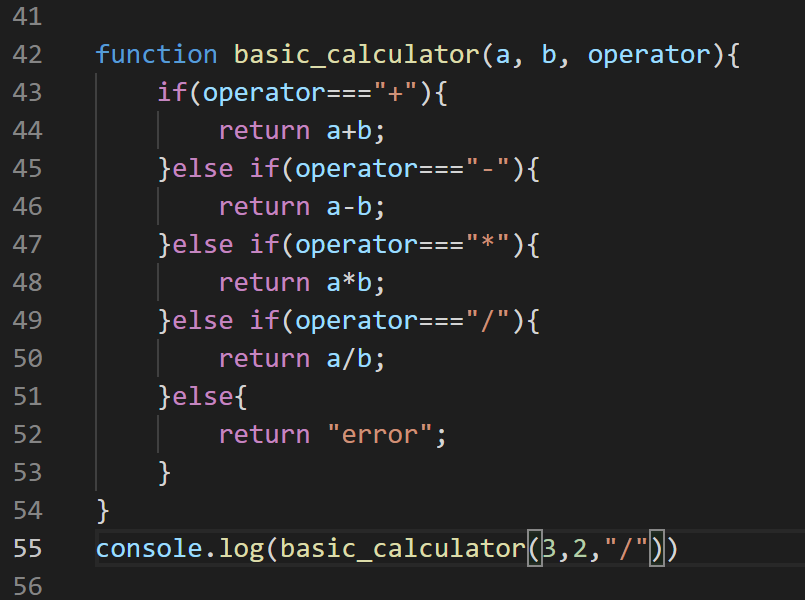 41
42 function basic_calculator(a, b, operator){
43     if(operator==="+"){
44         return a+b;
45     }else if(operator==="-"){
46         return a-b;
47     }else if(operator==="*"){
48         return a*b;
49     }else if(operator==="/"){
50         return a/b;
51     }else{
52         return "error";
53     }
54 }
55 console.log(basic_calculator(3,2,"/"))
56